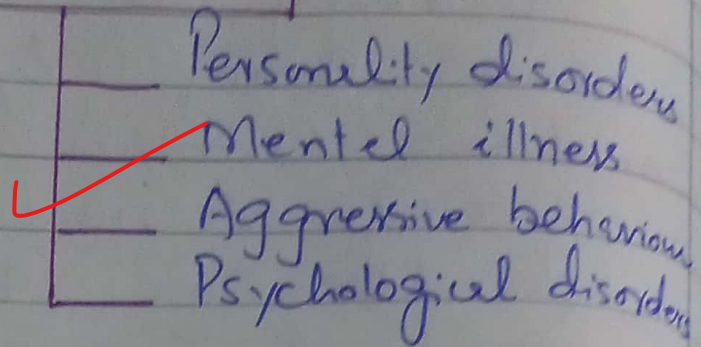 Personality disorders
Mentel illness
Aggressive behaviour
Psychological disorders